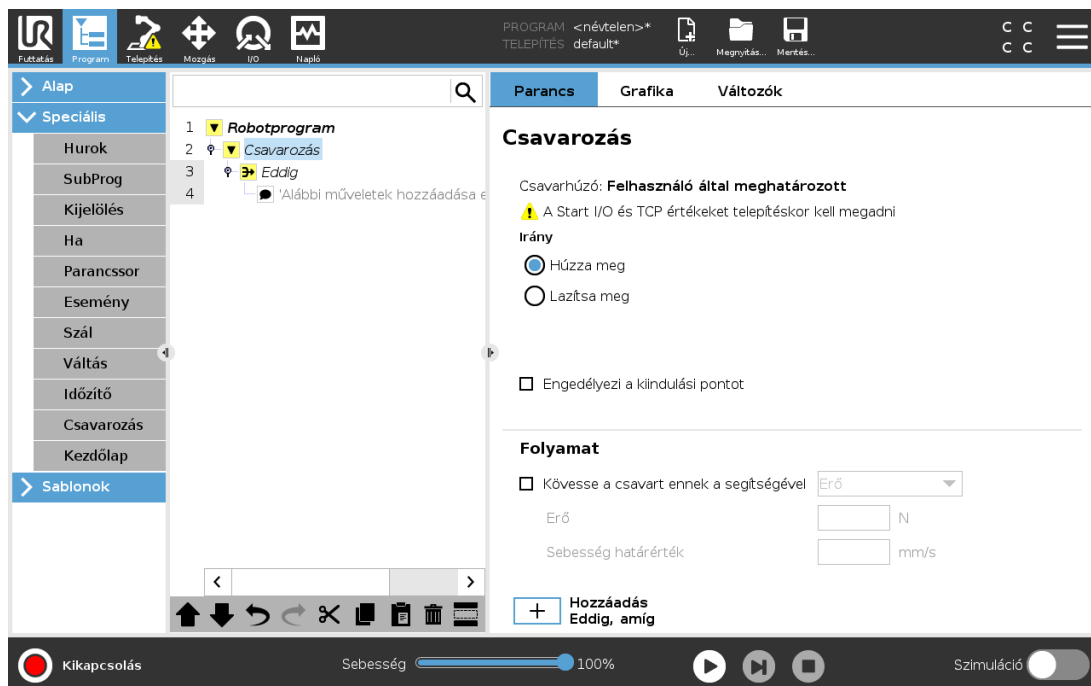 UR
PROGRAM <névtelen>*
TELEPÍTÉS default*
Futtatás
Program
Telepítés
Mozgás
I/O
Napló
Új...
Megnyitás...
Mentés...
C C
C C
Alap
Speciális
Hurok
SubProg
Kijelölés
Ha
Parancssor
Esemény
Szál
Váltás
Időzítő
Csavarozás
Kezdőlap
Sablonok
1 Robotprogram
2 Csavarozás
3 Eddig
4 'Alábbi műveletek hozzáadása e
Parancs Grafika Változók
Csavarozás
Csavarhúzó: Felhasználó által meghatározott
A Start I/O és TCP értékeket telepítéskor kell megadni
Irány
Húzza meg
Lazítsa meg
Engedélyezi a kiindulási pontot
Folyamat
Kövesse a csavart ennek a segítségével Erő
Erő N
Sebesség határérték mm/s
Hozzáadás
Eddig, amíg
Kikapcsolás
Sebesség 100%
Szimuláció